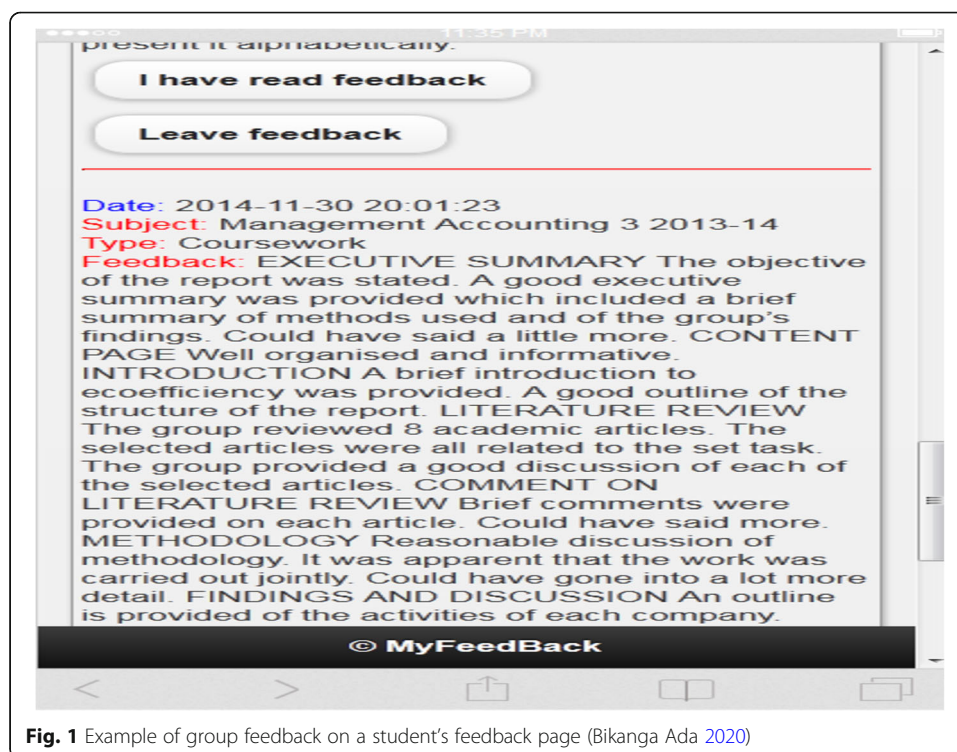 11:35 PM
present it alphabetically.
I have read feedback
Leave feedback
Date: 2014-11-30 20:01:23
Subject: Management Accounting 3 2013-14
Type: Coursework
Feedback: EXECUTIVE SUMMARY The objective
of the report was stated. A good executive
summary was provided which included a brief
summary of methods used and of the group's
findings. Could have said a little more. CONTENT
PAGE Well organised and informative.
INTRODUCTION A brief introduction to
ecoefficiency was provided. A good outline of the
structure of the report. LITERATURE REVIEW
The group reviewed 8 academic articles. The
selected articles were all related to the set task.
The group provided a good discussion of each of
the selected articles. COMMENT ON
LITERATURE REVIEW Brief comments were
provided on each article. Could have said more.
METHODOLOGY Reasonable discussion of
methodology. It was apparent that the work was
carried out jointly. Could have gone into a lot more
detail. FINDINGS AND DISCUSSION An outline
is provided of the activities of each company.
© MyFeedBack
Fig. 1 Example of group feedback on a student's feedback page (Bikanga Ada 2020)